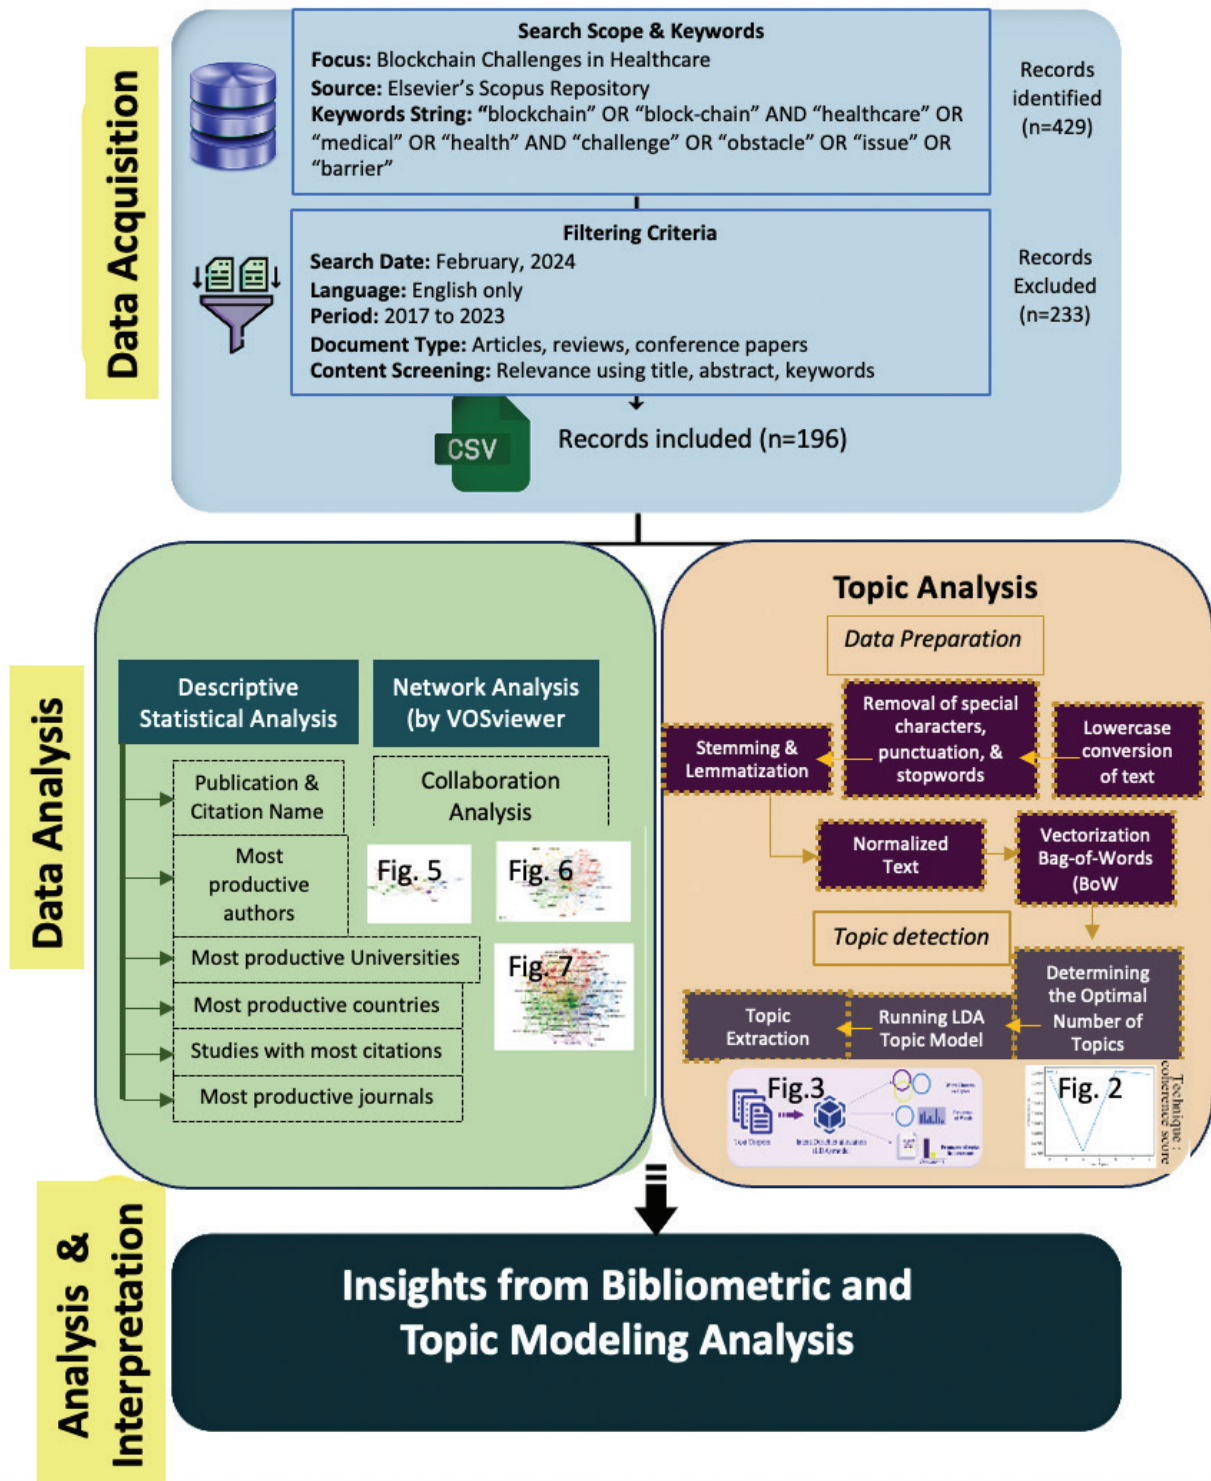 Data Acquisition
Search Scope & Keywords
Focus: Blockchain Challenges in Healthcare
Source: Elsevier’s Scopus Repository
Keywords String: “blockchain” OR “block-chain” AND “healthcare” OR
“medical” OR “health” AND “challenge” OR “obstacle” OR “issue” OR
“barrier”
Records
identified
(n=429)
Filtering Criteria
Search Date: February, 2024
Language: English only
Period: 2017 to 2023
Document Type: Articles, reviews, conference papers
Content Screening: Relevance using title, abstract, keywords
Records
Excluded
(n=233)
CSV
Records included (n=196)
Data Analysis
Descriptive
Statistical Analysis
Publication &
Citation Name
Most
productive
authors
Most productive Universities
Most productive countries
Studies with most citations
Most productive journals
Network Analysis
(by VOSviewer
Collaboration
Analysis
Fig. 5
Fig. 6
Fig. 7
Topic Analysis
Data Preparation
Lowercase
conversion
of text
Removal of special
characters,
punctuation, &
stopwords
Stemming &
Lemmatization
Normalized
Text
Vectorization
Bag-of-Words
(BoW
Topic detection
Determining
the Optimal
Number of
Topics
Running LDA
Topic Model
Topic
Extraction
Fig.3
Fig. 2
Technique :
coherence score
Analysis &
Interpretation
Insights from Bibliometric and
Topic Modeling Analysis